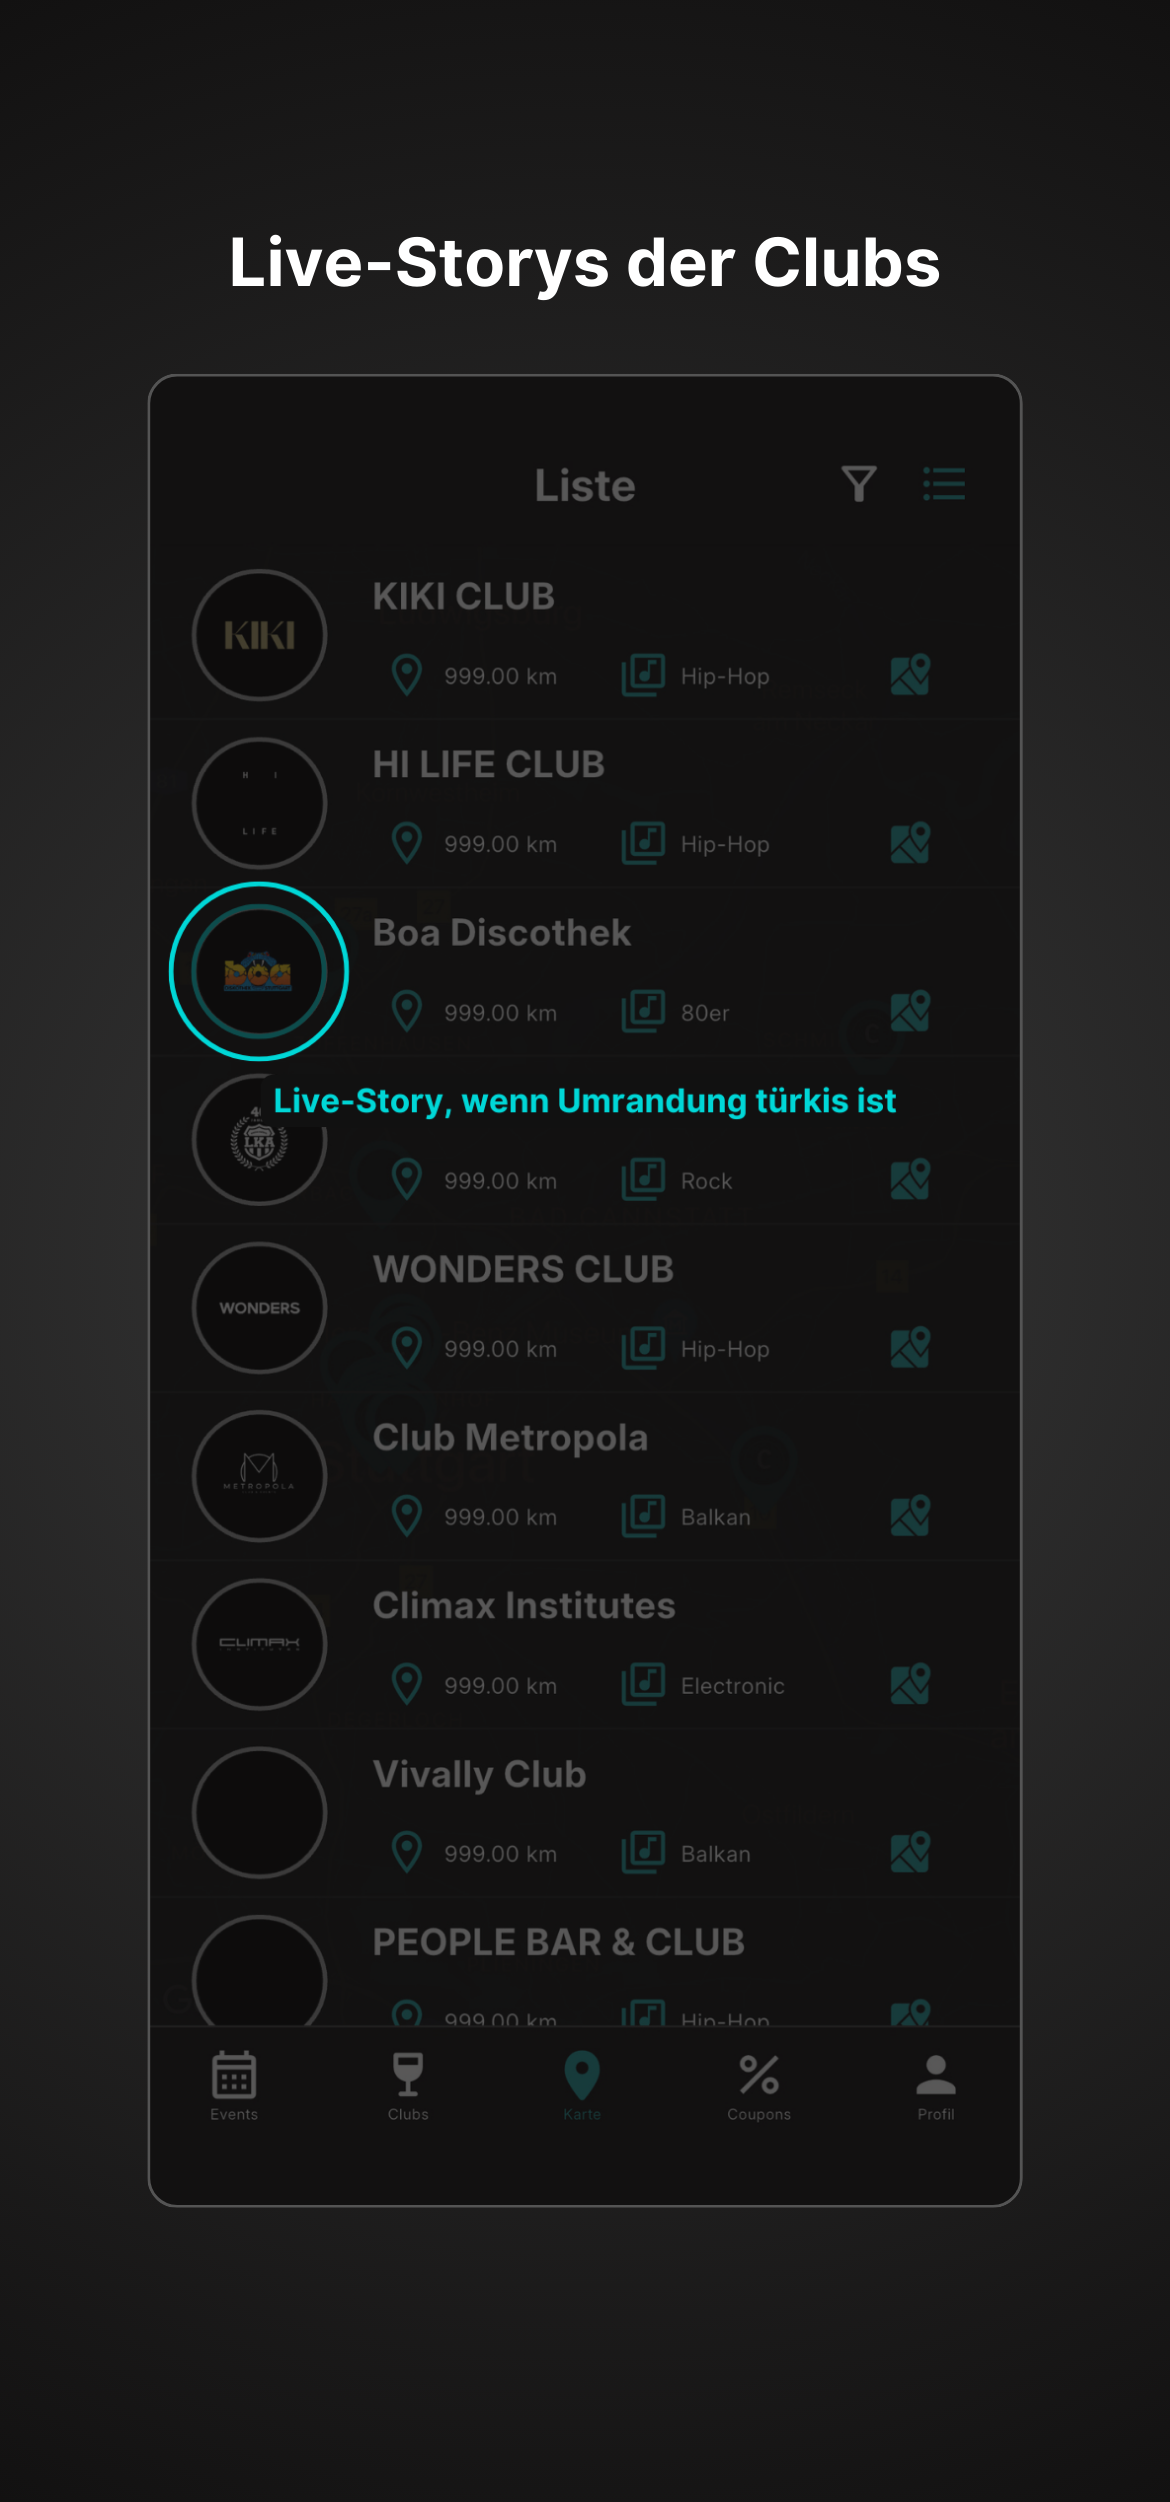 Live-Storys der Clubs
Liste
KIKI
KIKI CLUB
999.00 km
Hip-Hop
H I
LIFE
HI LIFE CLUB
999.00 km
Hip-Hop
boa
Boa Discothek
999.00 km
80er
Live-Story, wenn Umrandung türkis ist
LKA
999.00 km
Rock
WONDERS
WONDERS CLUB
999.00 km
Hip-Hop
METROPOLA
Club Metropola
999.00 km
Balkan
CLIMAX
Climax Institutes
999.00 km
Electronic
Vivally Club
999.00 km
Balkan
PEOPLE BAR & CLUB
999.00 km
Hip-Hop
Events
Clubs
Karte
Coupons
Profil